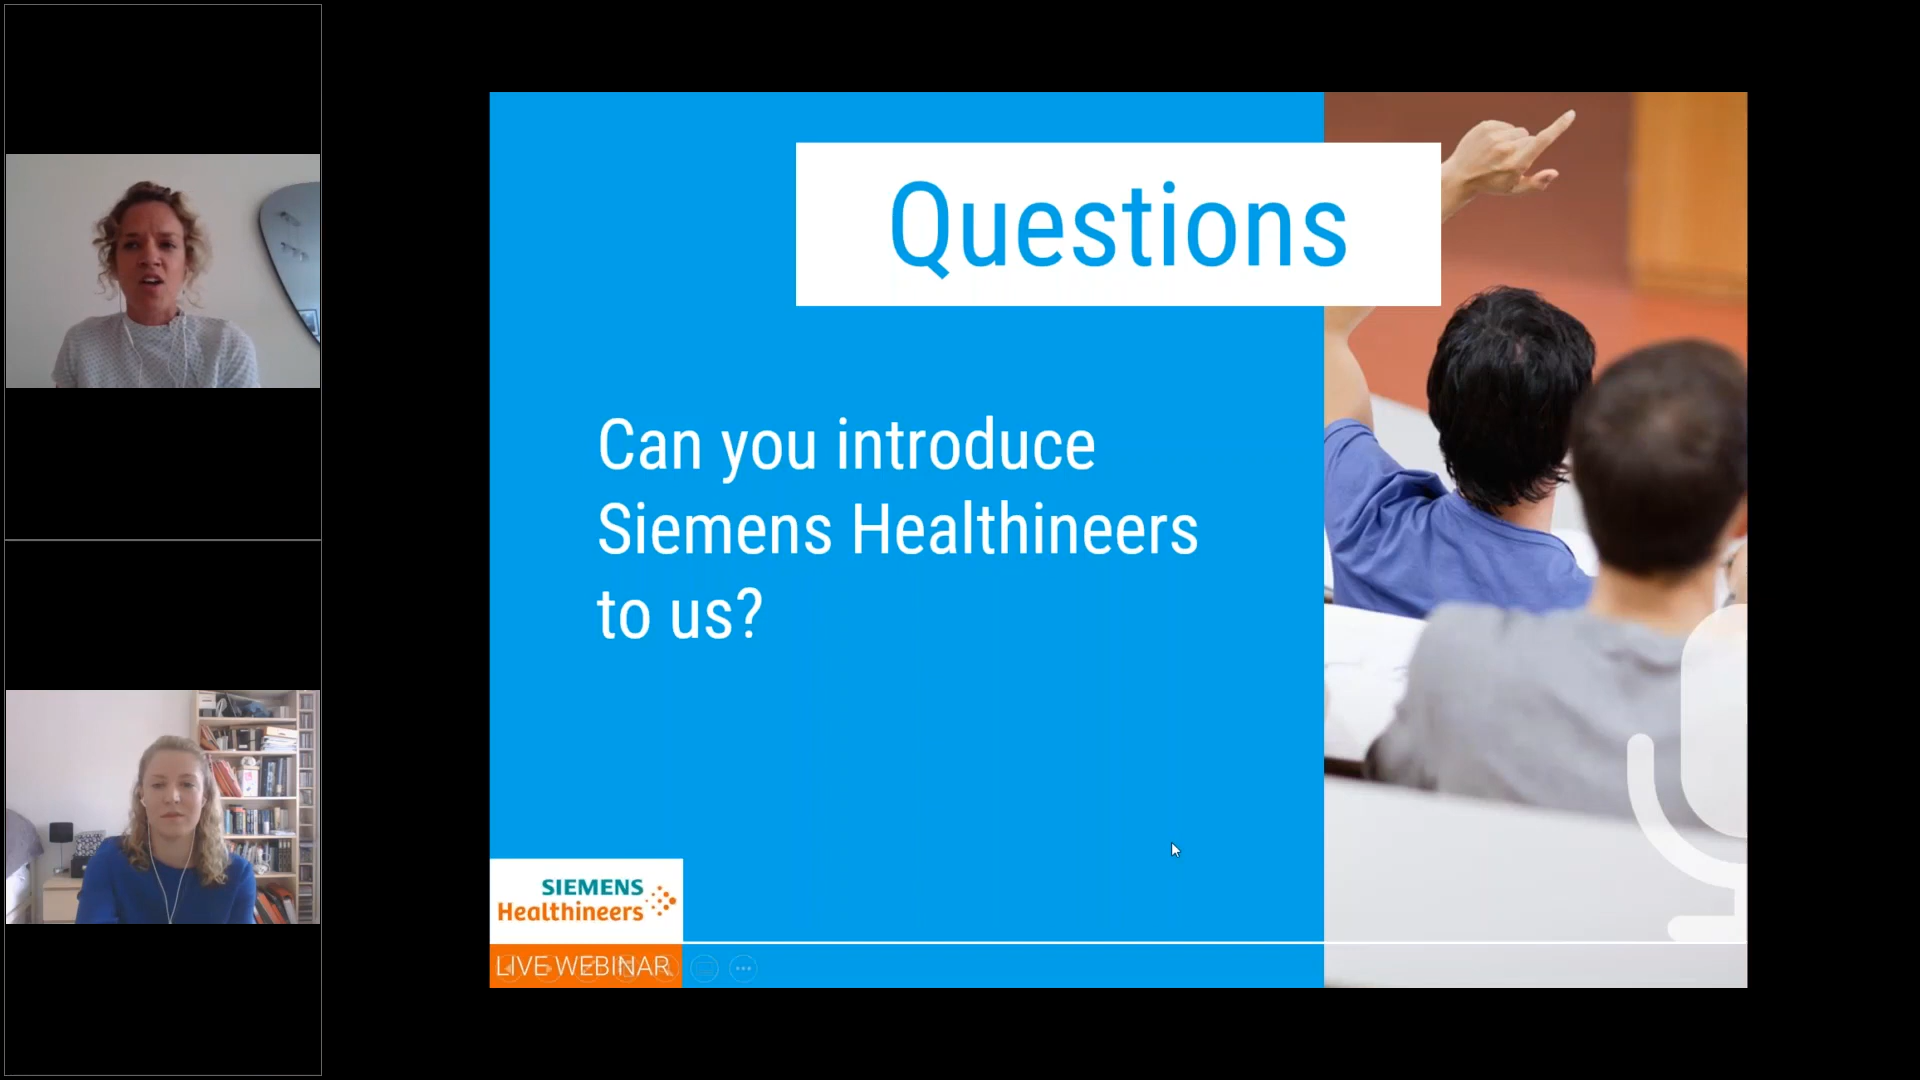 Questions
Can you introduce
Siemens Healthineers
to us?
SIEMENS
Healthineers
LIVE WEBINAR